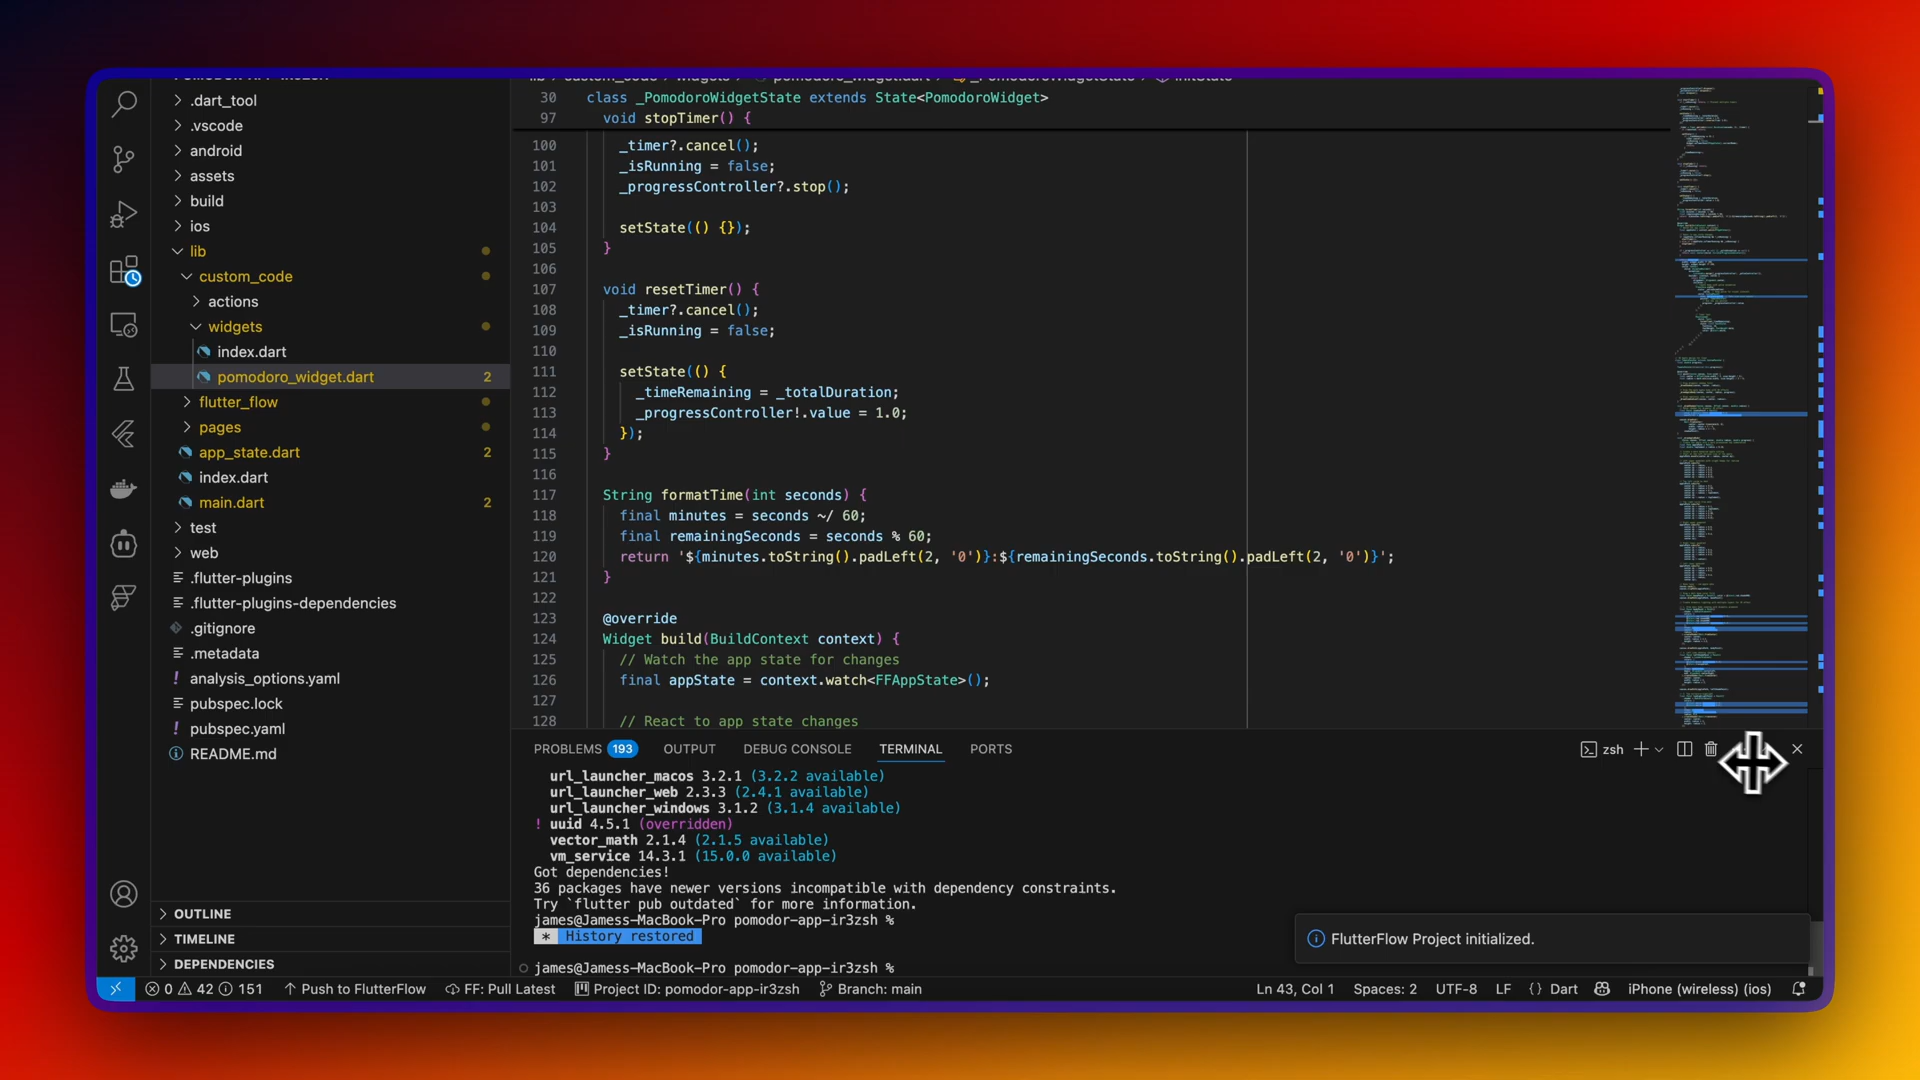 .dart_tool
.vscode
android
assets
build
ios
lib
custom_code
actions
widgets
index.dart
pomodoro_widget.dart 2
flutter_flow
pages
app_state.dart 2
index.dart
main.dart 2
test
web
.flutter-plugins
.flutter-plugins-dependencies
.gitignore
.metadata
! analysis_options.yaml
pubspec.lock
! pubspec.yaml
README.md
OUTLINE
TIMELINE
DEPENDENCIES
30 class _PomodoroWidgetState extends State<PomodoroWidget>
97 void stopTimer() {
100 _timer?.cancel();
101 _isRunning = false;
102 _progressController?.stop();
103
104 setState(() {});
105 }
106
107 void resetTimer() {
108 _timer?.cancel();
109 _isRunning = false;
110
111 setState(() {
112 _timeRemaining = _totalDuration;
113 _progressController!.value = 1.0;
114 });
115 }
116
117 String formatTime(int seconds) {
118 final minutes = seconds ~/ 60;
119 final remainingSeconds = seconds % 60;
120 return '${minutes.toString().padLeft(2, '0')}:${remainingSeconds.toString().padLeft(2, '0')}';
121 }
122
123 @override
124 Widget build(BuildContext context) {
125 // Watch the app state for changes
126 final appState = context.watch<FFAppState>();
127
128 // React to app state changes
PROBLEMS 193 OUTPUT DEBUG CONSOLE TERMINAL PORTS zsh
url_launcher_macos 3.2.1 (3.2.2 available)
url_launcher_web 2.3.3 (2.4.1 available)
url_launcher_windows 3.1.2 (3.1.4 available)
! uuid 4.5.1 (overridden)
vector_math 2.1.4 (2.1.5 available)
vm_service 14.3.1 (15.0.0 available)
Got dependencies!
36 packages have newer versions incompatible with dependency constraints.
Try `flutter pub outdated` for more information.
james@Jamess-MacBook-Pro pomodor-app-ir3zsh %
* History restored
james@Jamess-MacBook-Pro pomodor-app-ir3zsh %
FlutterFlow Project initialized.
0 42 151 Push to FlutterFlow FF: Pull Latest Project ID: pomodor-app-ir3zsh Branch: main Ln 43, Col 1 Spaces: 2 UTF-8 LF {} Dart iPhone (wireless) (ios)